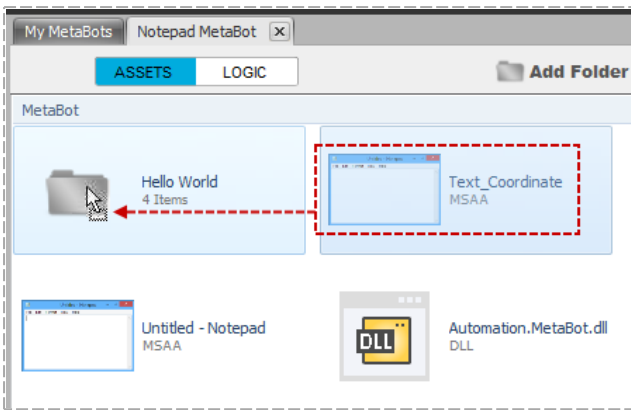 My MetaBots
Notepad MetaBot
ASSETS
LOGIC
Add Folder
MetaBot
Hello World
4 Items
Text_Coordinate
MSAA
Untitled - Notepad
MSAA
DLL
Automation.MetaBot.dll
DLL